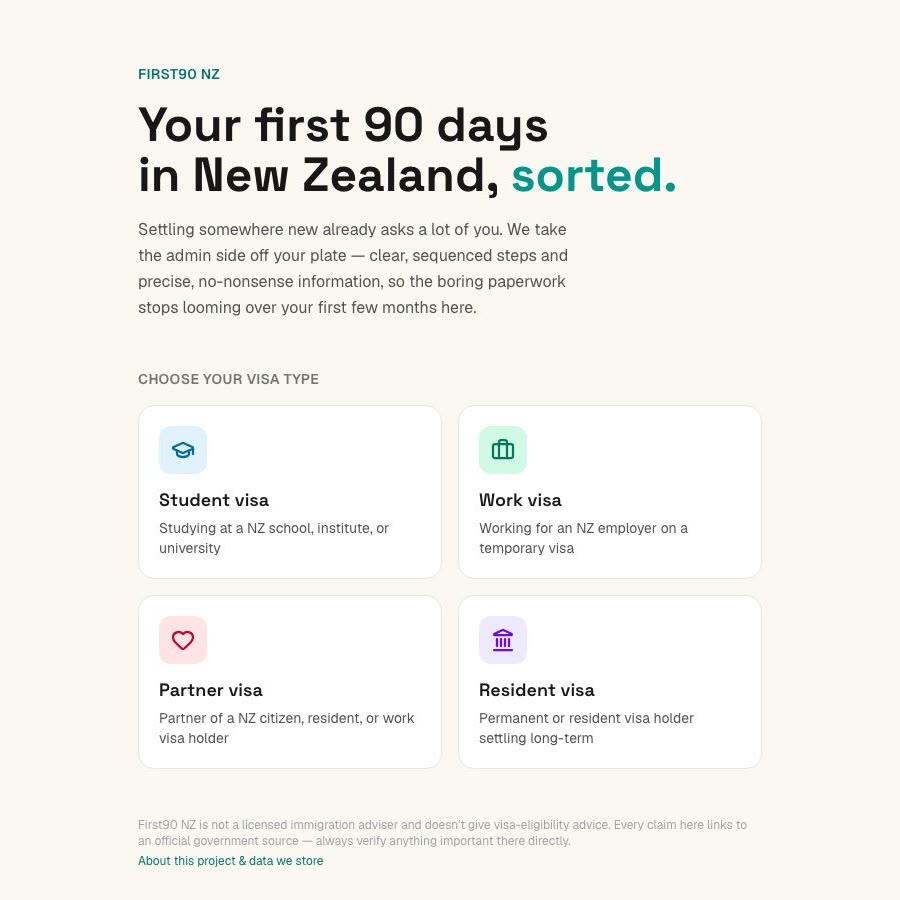 FIRST90 NZ
Your first 90 days
in New Zealand, sorted.
Settling somewhere new already asks a lot of you. We take
the admin side off your plate — clear, sequenced steps and
precise, no-nonsense information, so the boring paperwork
stops looming over your first few months here.
CHOOSE YOUR VISA TYPE
Student visa
Studying at a NZ school, institute, or
university
Work visa
Working for an NZ employer on a
temporary visa
Partner visa
Partner of a NZ citizen, resident, or work
visa holder
Resident visa
Permanent or resident visa holder
settling long-term
First90 NZ is not a licensed immigration adviser and doesn't give visa-eligibility advice. Every claim here links to
an official government source — always verify anything important there directly.
About this project & data we store